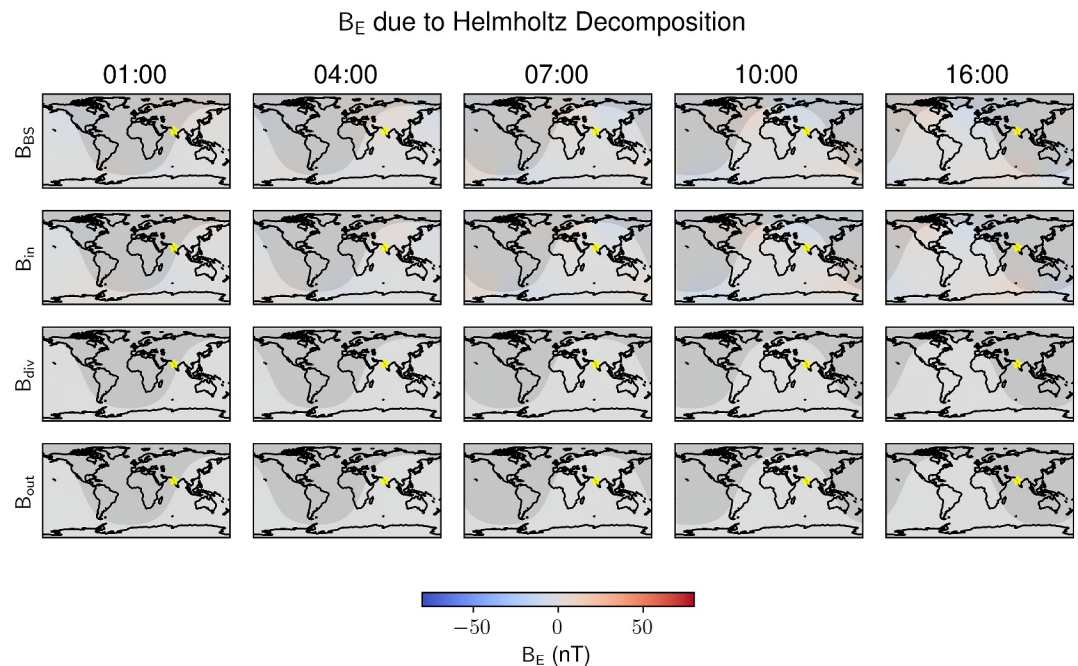 B_E due to Helmholtz Decomposition
01:00 04:00 07:00 10:00 16:00
B_BS
B_in
B_div
B_out
−50 0 50
B_E (nT)